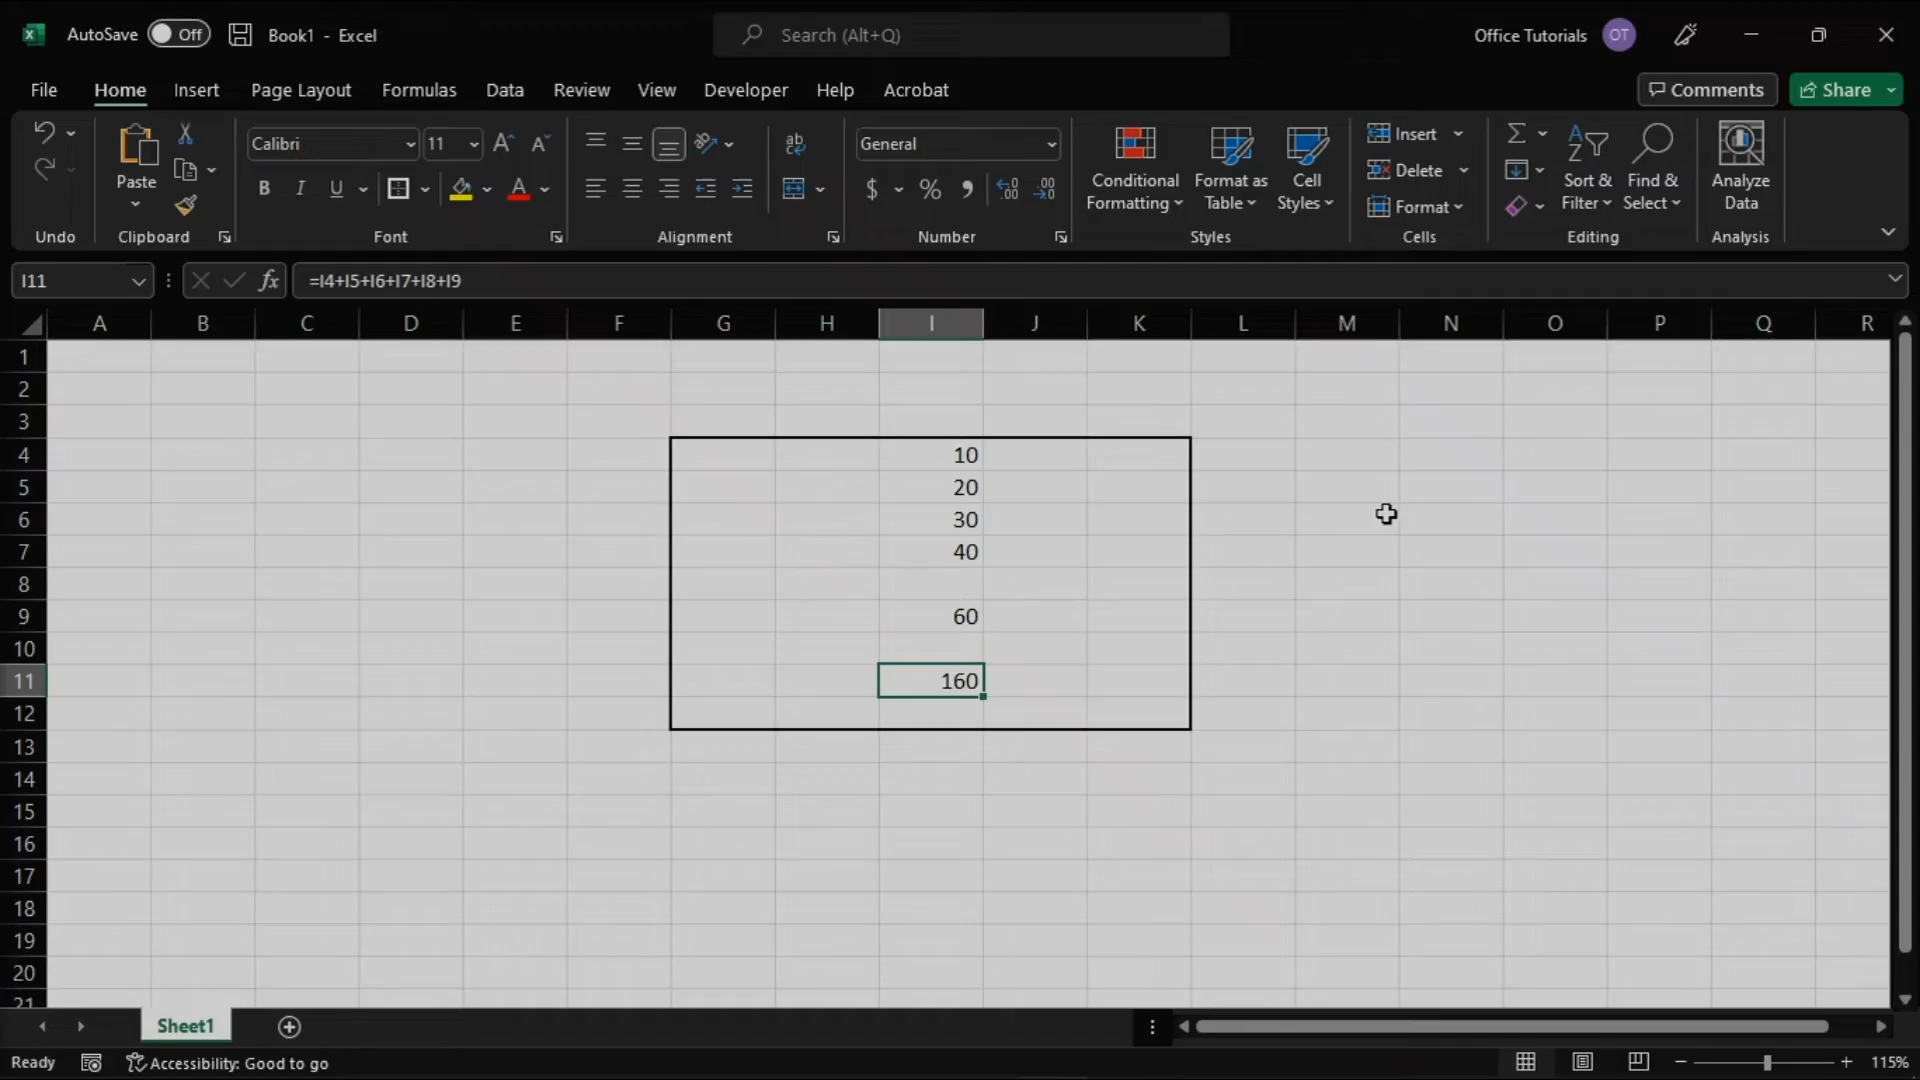 AutoSave Off Book1 - Excel Search (Alt+Q) Office Tutorials OT
File Home Insert Page Layout Formulas Data Review View Developer Help Acrobat Comments Share
Calibri 11 General Insert
Paste Conditional Formatting Format as Table Cell Styles Delete Sort & Filter Find & Select Analyze Data
B I U A $ % Format
Undo Clipboard Font Alignment Number Styles Cells Editing Analysis
I11 fx =I4+I5+I6+I7+I8+I9
A B C D E F G H I J K L M N O P Q R
1
2
3
4 10
5 20
6 30
7 40
8
9 60
10
11 160
12
13
14
15
16
17
18
19
20
21
Sheet1
Ready Accessibility: Good to go 115%